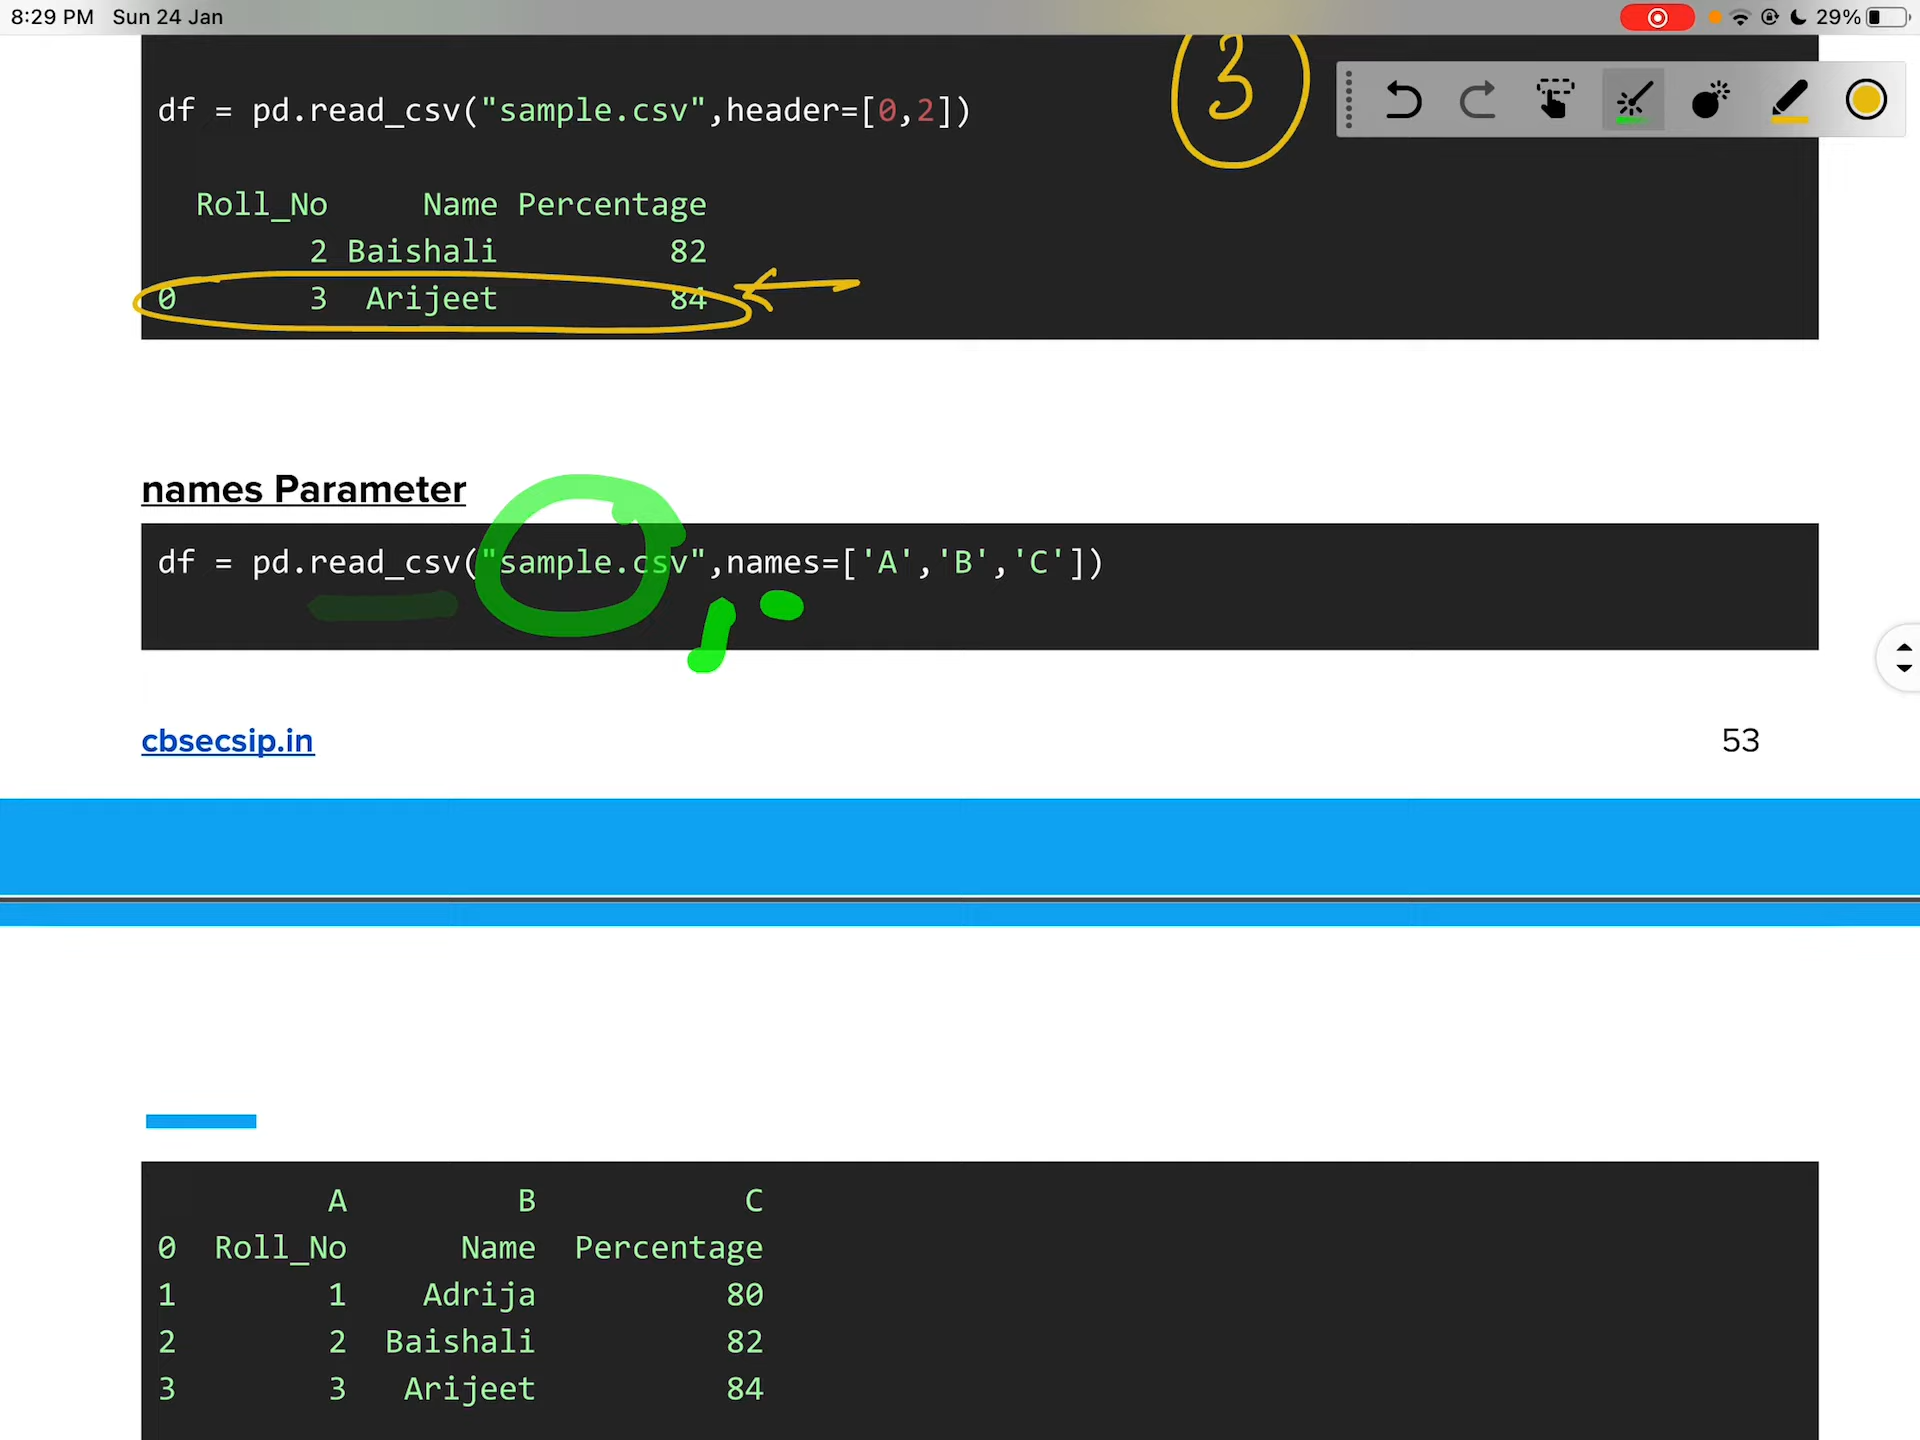 8:29 PM Sun 24 Jan 29%
3
df = pd.read_csv("sample.csv",header=[0,2])
Roll_No Name Percentage
2 Baishali 82
0 3 Arijeet 84
names Parameter
df = pd.read_csv("sample.csv",names=['A','B','C'])
cbsecsip.in 53
A B C
0 Roll_No Name Percentage
1 1 Adrija 80
2 2 Baishali 82
3 3 Arijeet 84